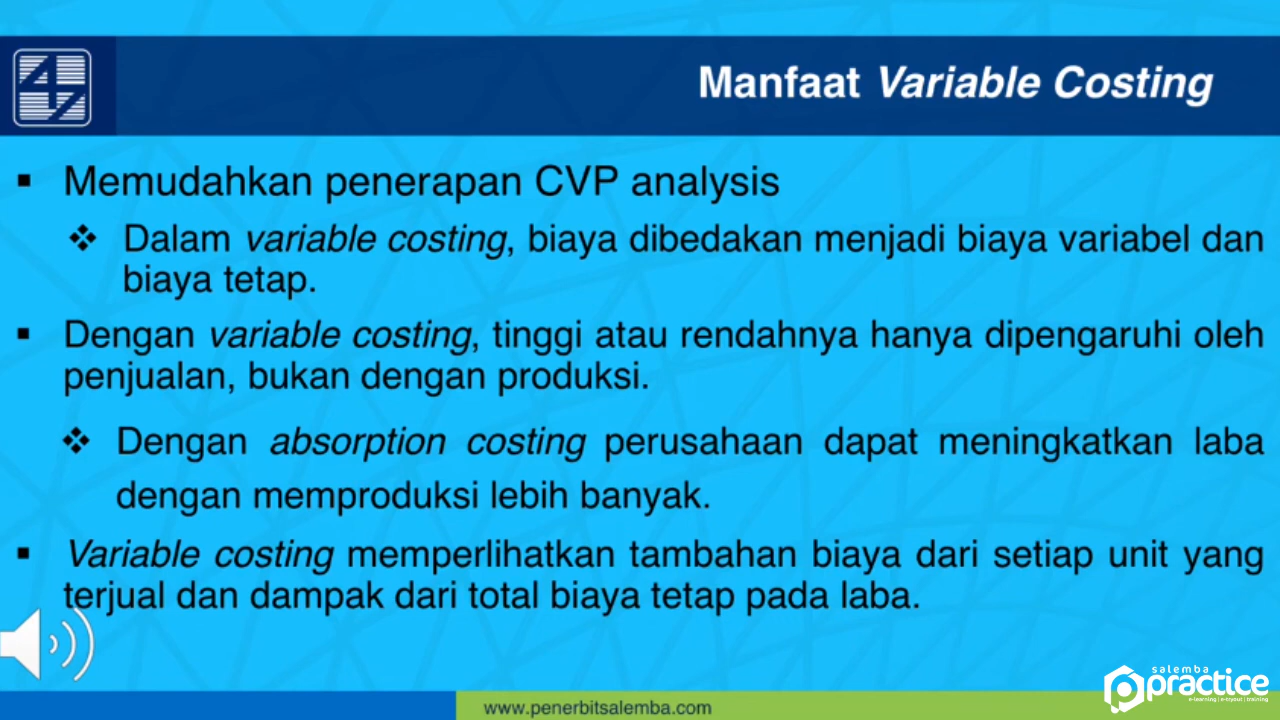 Manfaat Variable Costing
▪ Memudahkan penerapan CVP analysis
❖ Dalam variable costing, biaya dibedakan menjadi biaya variabel dan
biaya tetap.
▪ Dengan variable costing, tinggi atau rendahnya hanya dipengaruhi oleh
penjualan, bukan dengan produksi.
❖ Dengan absorption costing perusahaan dapat meningkatkan laba
dengan memproduksi lebih banyak.
▪ Variable costing memperlihatkan tambahan biaya dari setiap unit yang
terjual dan dampak dari total biaya tetap pada laba.
salemba
practice
e-learning | e-tryout | training
www.penerbitsalemba.com